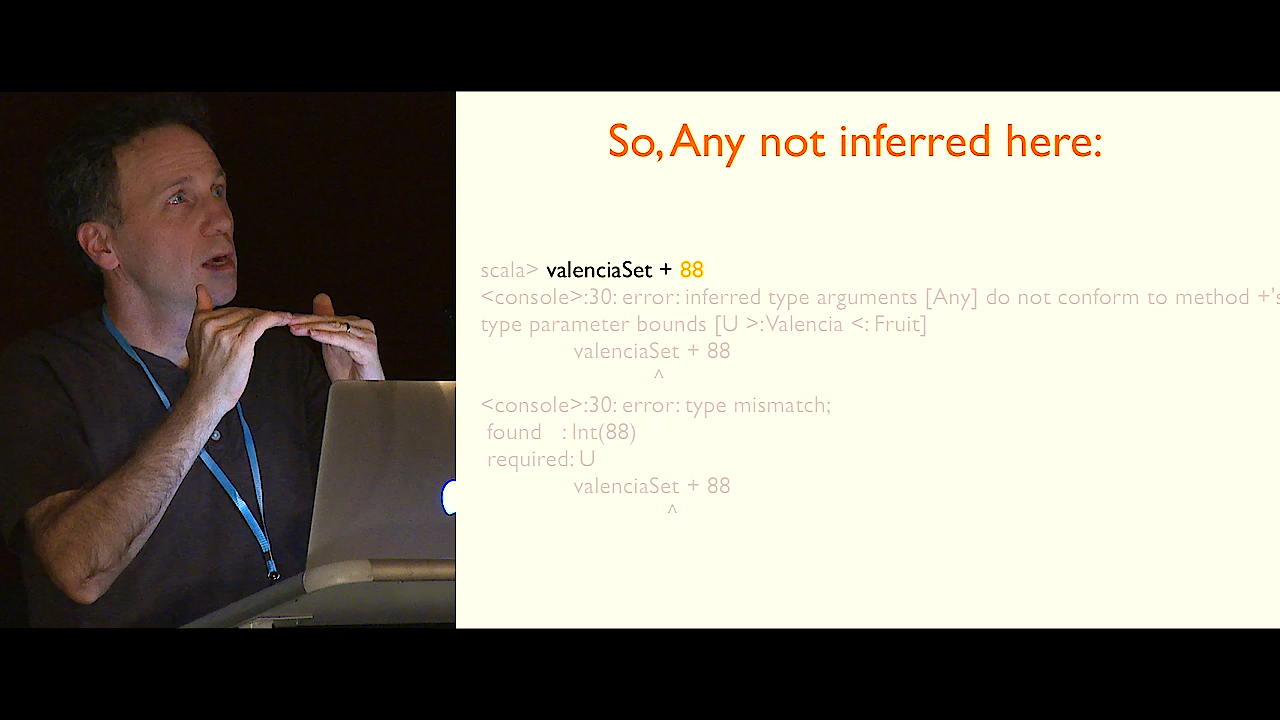 So, Any not inferred here:
scala> valenciaSet + 88
<console>:30: error: inferred type arguments [Any] do not conform to method +'s
type parameter bounds [U >: Valencia <: Fruit]
valenciaSet + 88
^
<console>:30: error: type mismatch;
found : Int(88)
required: U
valenciaSet + 88
^